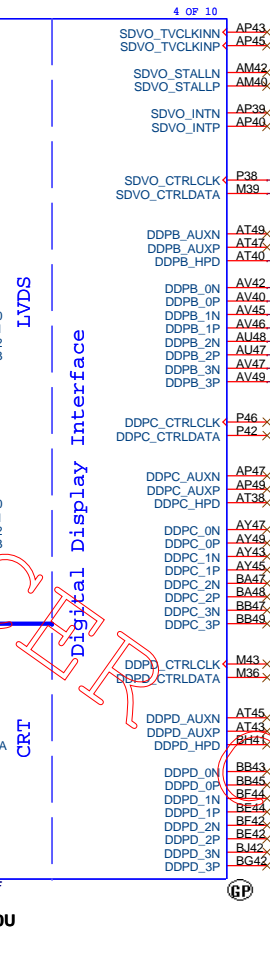 4 OF 10
SDVO_TVCLKINN AP43
SDVO_TVCLKINP AP45
SDVO_STALLN AM42
SDVO_STALLP AM40
SDVO_INTN AP39
SDVO_INTP AP40
SDVO_CTRLCLK P38
SDVO_CTRLDATA M39
LVDS
Digital Display Interface
DDPB_AUXN AT49
DDPB_AUXP AT47
DDPB_HPD AT40
DDPB_0N AV42
DDPB_0P AV40
DDPB_1N AV45
DDPB_1P AV46
DDPB_2N AU48
DDPB_2P AU47
DDPB_3N AV47
DDPB_3P AV49
DDPC_CTRLCLK P46
DDPC_CTRLDATA P42
DDPC_AUXN AP47
DDPC_AUXP AP49
DDPC_HPD AT38
DDPC_0N AY47
DDPC_0P AY49
DDPC_1N AY43
DDPC_1P AY45
DDPC_2N BA47
DDPC_2P BA48
DDPC_3N BB47
DDPC_3P BB49
CER
DDPD_CTRLCLK M43
DDPD_CTRLDATA M36
CRT
DDPD_AUXN AT45
DDPD_AUXP AT43
DDPD_HPD BH41
DDPD_0N BB43
DDPD_0P BB45
DDPD_1N BF44
DDPD_1P BE44
DDPD_2N BF42
DDPD_2P BE42
DDPD_3N BJ42
DDPD_3P BG42
GP
0U